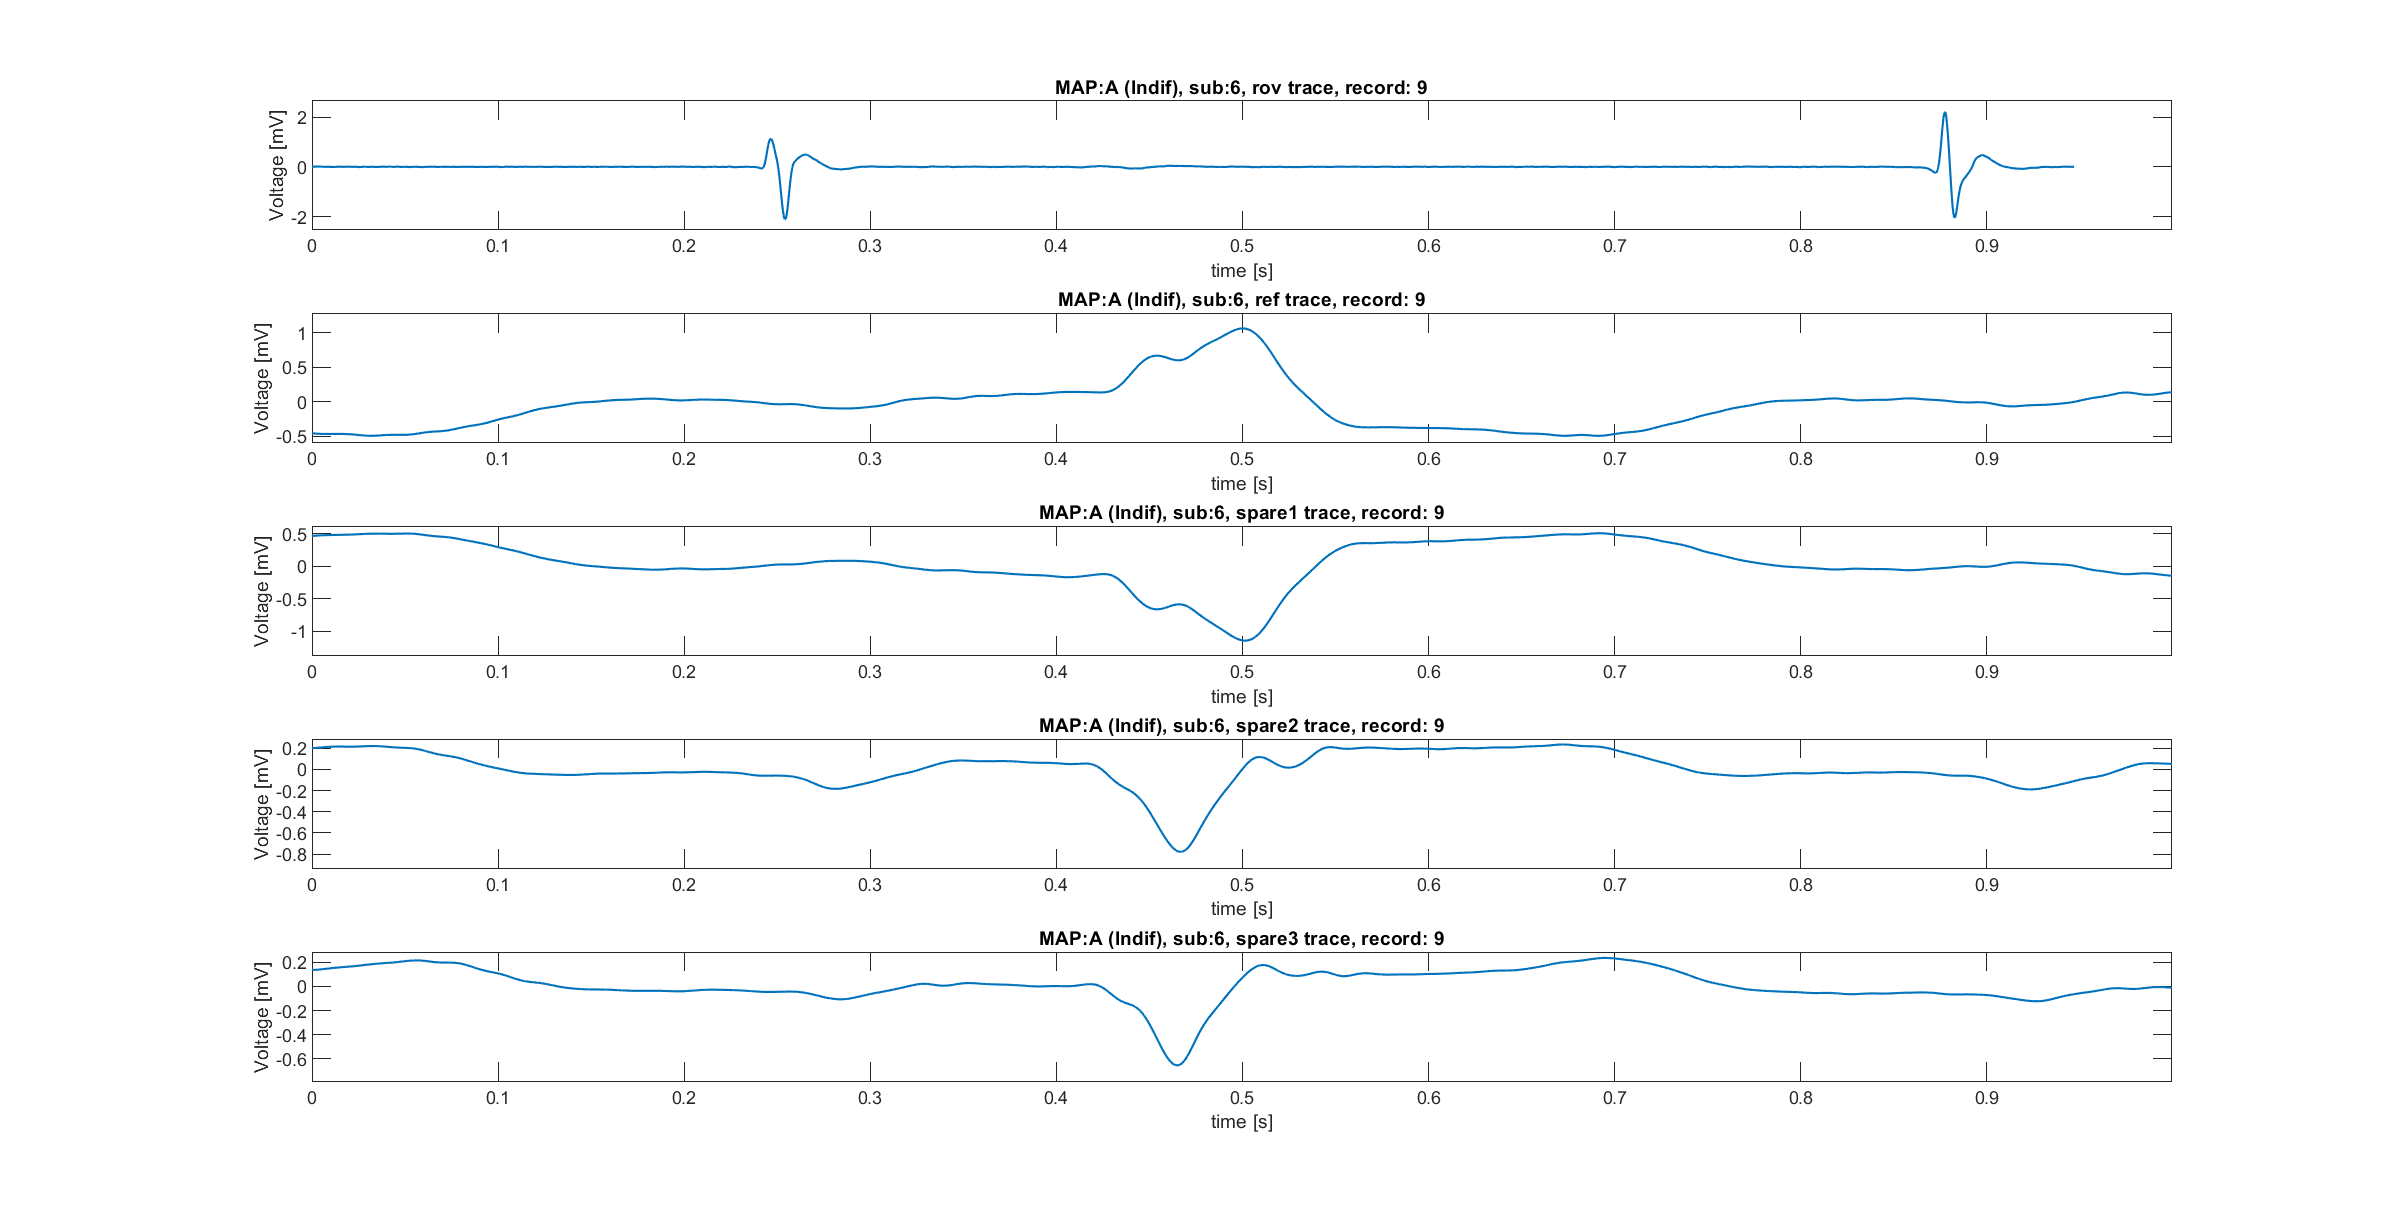 MAP:A (Indif), sub:6, rov trace, record: 9
Voltage [mV]
2
0
-2
0 0.1 0.2 0.3 0.4 0.5 0.6 0.7 0.8 0.9
time [s]
MAP:A (Indif), sub:6, ref trace, record: 9
Voltage [mV]
1
0.5
0
-0.5
0 0.1 0.2 0.3 0.4 0.5 0.6 0.7 0.8 0.9
time [s]
MAP:A (Indif), sub:6, spare1 trace, record: 9
Voltage [mV]
0.5
0
-0.5
-1
0 0.1 0.2 0.3 0.4 0.5 0.6 0.7 0.8 0.9
time [s]
MAP:A (Indif), sub:6, spare2 trace, record: 9
Voltage [mV]
0.2
0
-0.2
-0.4
-0.6
-0.8
0 0.1 0.2 0.3 0.4 0.5 0.6 0.7 0.8 0.9
time [s]
MAP:A (Indif), sub:6, spare3 trace, record: 9
Voltage [mV]
0.2
0
-0.2
-0.4
-0.6
0 0.1 0.2 0.3 0.4 0.5 0.6 0.7 0.8 0.9
time [s]